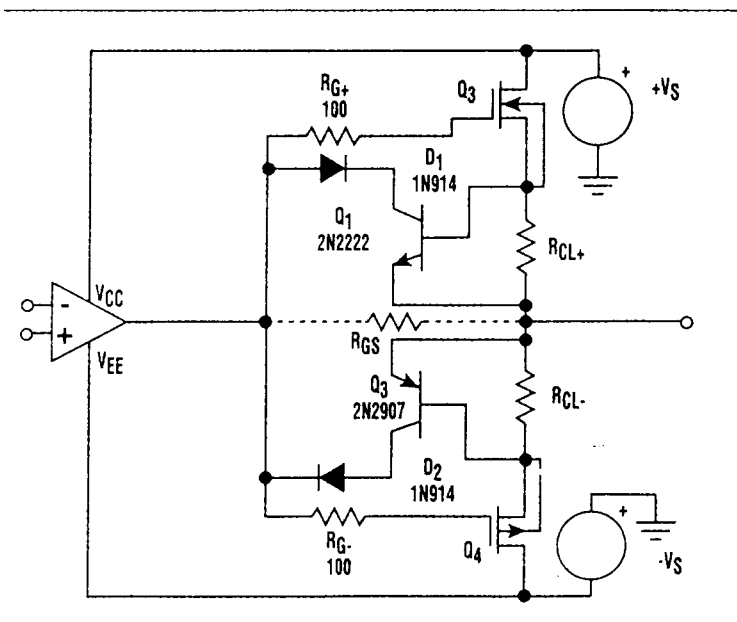 RG+
100
Q3
+
+VS
D1
1N914
Q1
2N2222
RCL+
-
VCC
+
VEE
RGS
Q3
2N2907
RCL-
D2
1N914
RG-
100
Q4
+
-VS